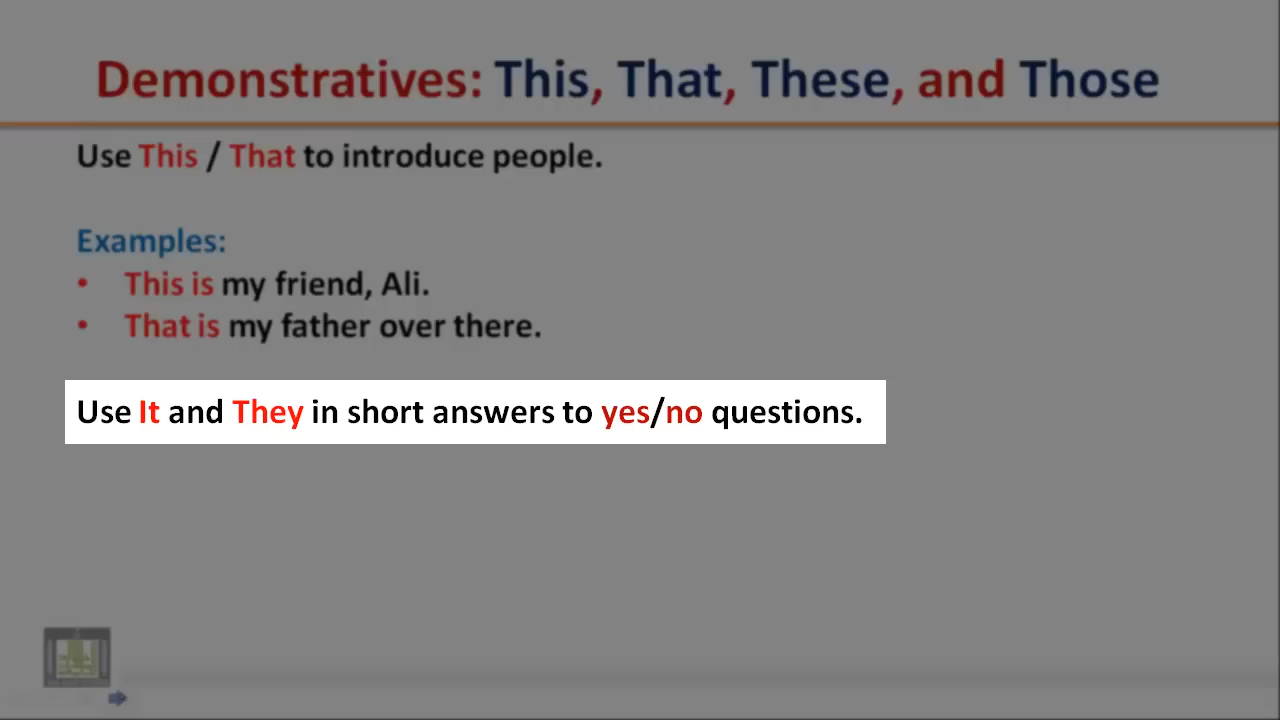 Demonstratives: This, That, These, and Those
Use This / That to introduce people.
Examples:
• This is my friend, Ali.
• That is my father over there.
Use It and They in short answers to yes/no questions.